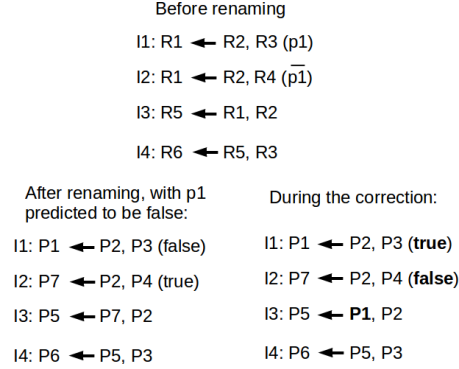 Before renaming
I1: R1 ← R2, R3 (p1)
I2: R1 ← R2, R4 (p̅1̅)
I3: R5 ← R1, R2
I4: R6 ← R5, R3
After renaming, with p1
predicted to be false:
I1: P1 ← P2, P3 (false)
I2: P7 ← P2, P4 (true)
I3: P5 ← P7, P2
I4: P6 ← P5, P3
During the correction:
I1: P1 ← P2, P3 (true)
I2: P7 ← P2, P4 (false)
I3: P5 ← P1, P2
I4: P6 ← P5, P3